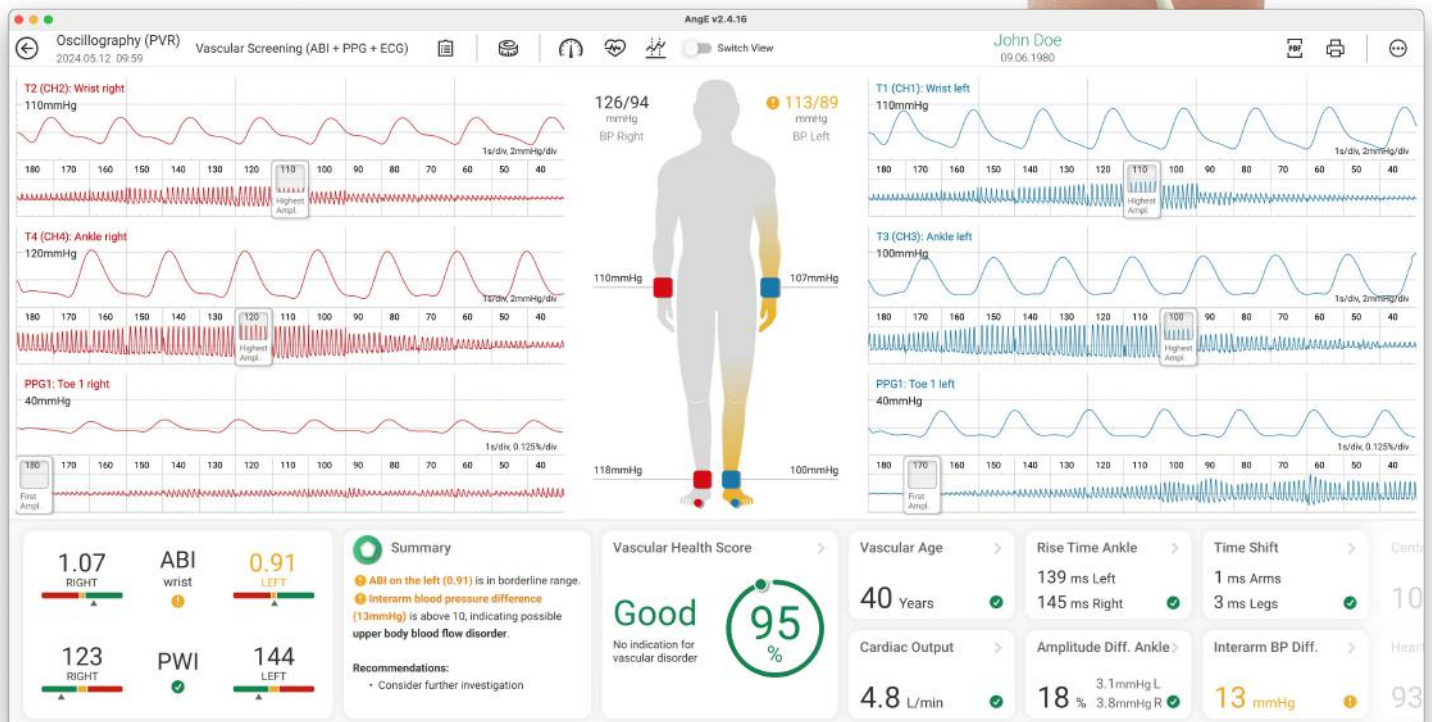 AngE v2.4.16
Oscillography (PVR)
2024.05.12 09:59
Vascular Screening (ABI + PPG + ECG)
Switch View
John Doe
09.06.1980
PDF
T2 (CH2): Wrist right
110mmHg
1s/div, 2mmHg/div
180 170 160 150 140 130 120 110 100 90 80 70 60 50 40
Highest
Ampl.
T4 (CH4): Ankle right
120mmHg
1s/div, 2mmHg/div
180 170 160 150 140 130 120 110 100 90 80 70 60 50 40
Highest
Ampl.
PPG1: Toe 1 right
40mmHg
1s/div, 0.125%/div
180 170 160 150 140 130 120 110 100 90 80 70 60 50 40
First
Ampl.
126/94
mmHg
BP Right
113/89
mmHg
BP Left
110mmHg
107mmHg
118mmHg
100mmHg
T1 (CH1): Wrist left
110mmHg
1s/div, 2mmHg/div
180 170 160 150 140 130 120 110 100 90 80 70 60 50 40
Highest
Ampl.
T3 (CH3): Ankle left
100mmHg
1s/div, 2mmHg/div
180 170 160 150 140 130 120 110 100 90 80 70 60 50 40
Highest
Ampl.
PPG1: Toe 1 left
40mmHg
1s/div, 0.125%/div
180 170 160 150 140 130 120 110 100 90 80 70 60 50 40
First
Ampl.
1.07
RIGHT
ABI
wrist
0.91
LEFT
123
RIGHT
PWI
144
LEFT
Summary
ABI on the left (0.91) is in borderline range.
Interarm blood pressure difference
(13mmHg) is above 10, indicating possible
upper body blood flow disorder.
Recommendations:
• Consider further investigation
Vascular Health Score
Good
No indication for
vascular disorder
95
%
Vascular Age
40 Years
Cardiac Output
4.8 L/min
Rise Time Ankle
139 ms Left
145 ms Right
Amplitude Diff. Ankle
18 %
3.1mmHg L
3.8mmHg R
Time Shift
1 ms Arms
3 ms Legs
Interarm BP Diff.
13 mmHg
Centr
10
Hear
93